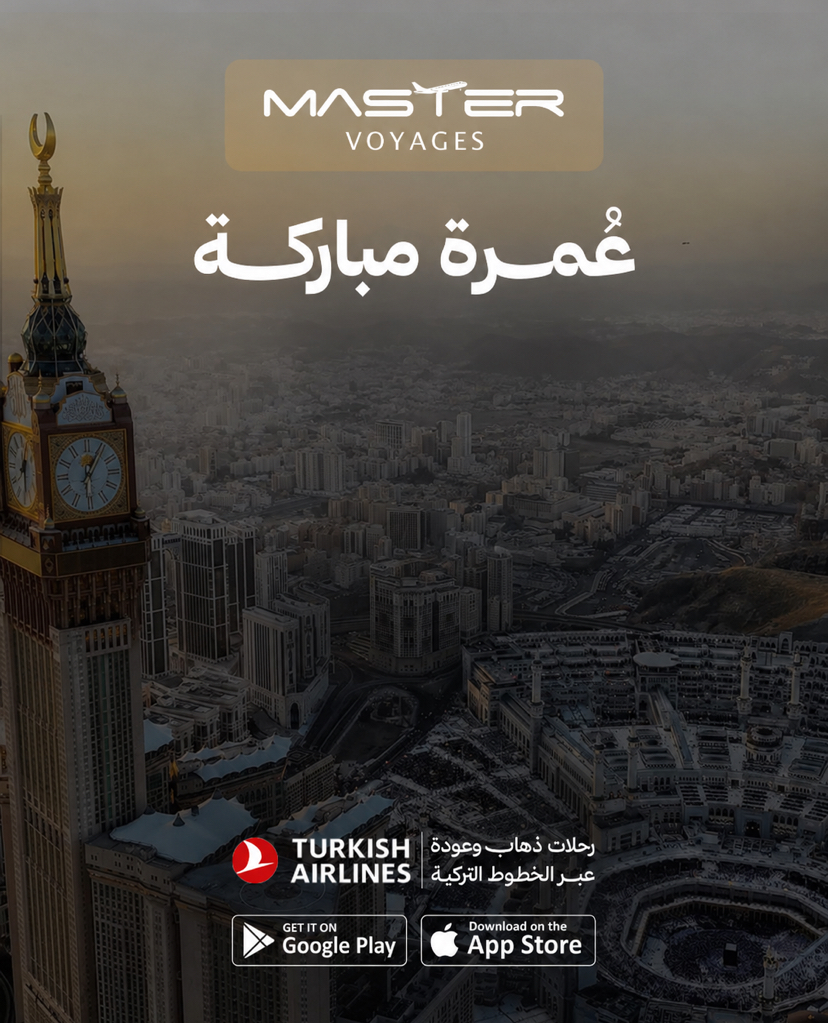 MASTER
VOYAGES
عُمرة مباركة
TURKISH
AIRLINES
رحلات ذهاب وعودة
عبر الخطوط التركية
GET IT ON
Google Play
Download on the
App Store